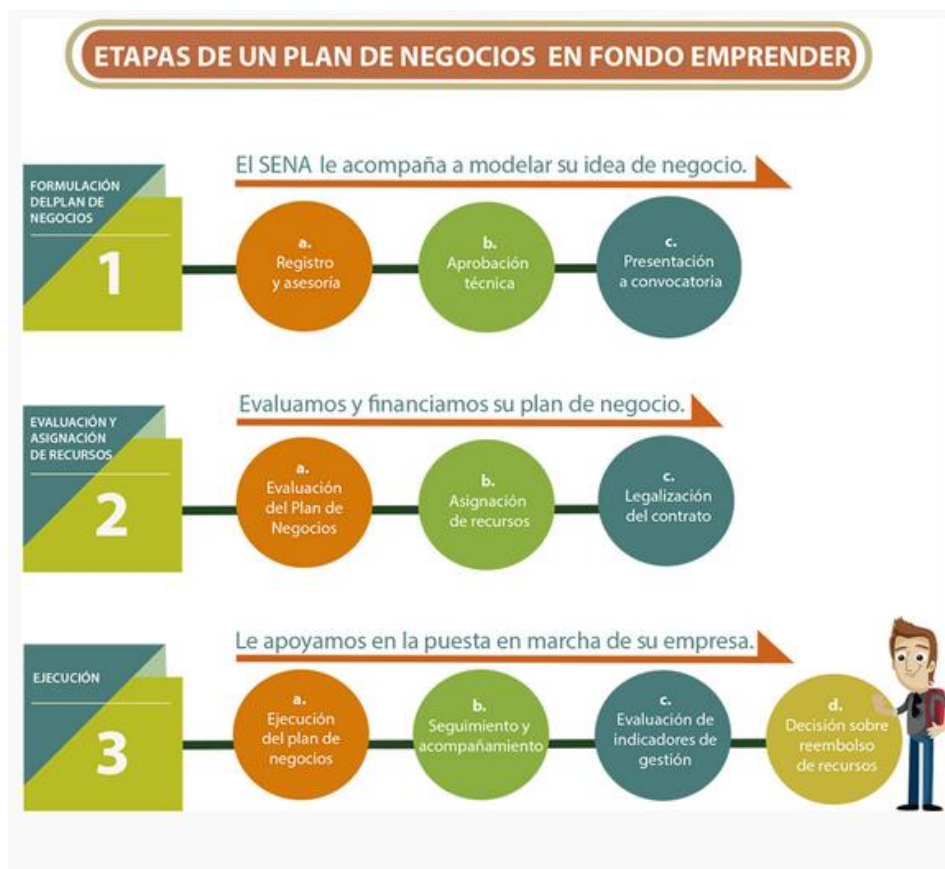 ETAPAS DE UN PLAN DE NEGOCIOS EN FONDO EMPRENDER
El SENA le acompaña a modelar su idea de negocio.
FORMULACIÓN
DELPLAN DE
NEGOCIOS
1
a.
Registro
y asesoría
b.
Aprobación
técnica
c.
Presentación
a convocatoria
Evaluamos y financiamos su plan de negocio.
EVALUACIÓN Y
ASIGNACIÓN
DE RECURSOS
2
a.
Evaluación
del Plan de
Negocios
b.
Asignación
de recursos
c.
Legalización
del contrato
Le apoyamos en la puesta en marcha de su empresa.
EJECUCIÓN
3
a.
Ejecución
del plan de
negocios
b.
Seguimiento y
acompañamiento
c.
Evaluación de
indicadores de
gestión
d.
Decisión sobre
reembolso
de recursos